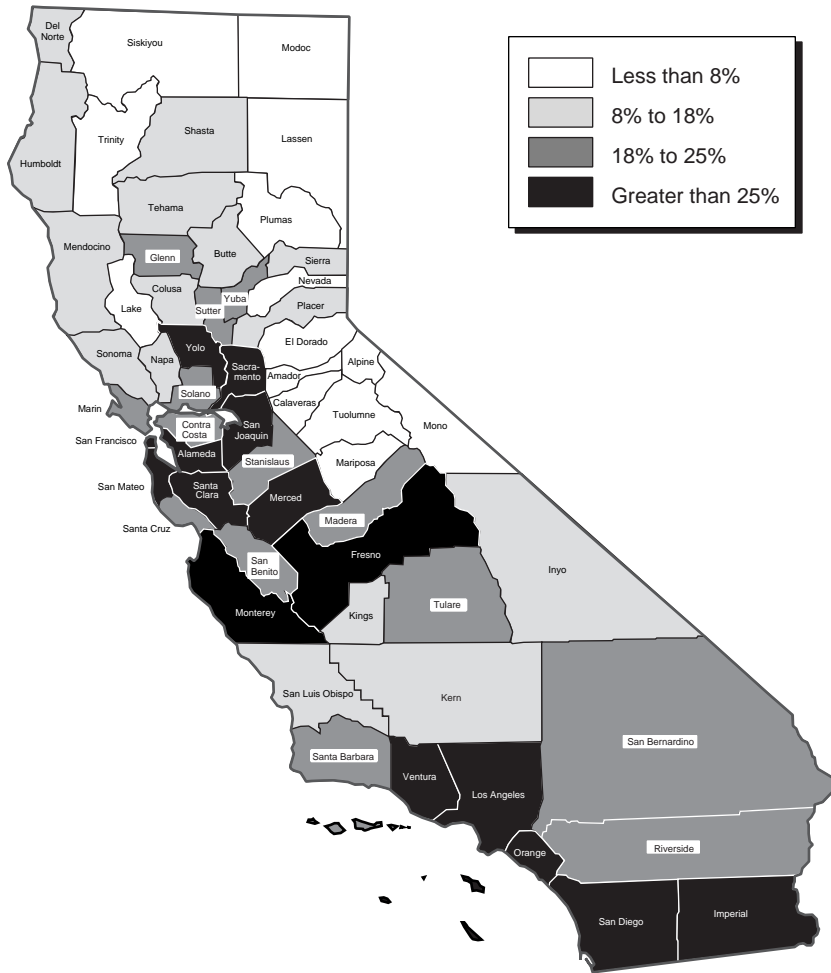 Del
Norte
Siskiyou
Modoc
Less than 8%
8% to 18%
18% to 25%
Greater than 25%
Humboldt
Trinity
Shasta
Lassen
Tehama
Plumas
Mendocino
Glenn
Butte
Sierra
Nevada
Colusa
Yuba
Sutter
Placer
Lake
El Dorado
Sonoma
Napa
Yolo
Sacra-
mento
Alpine
Amador
Solano
Calaveras
Marin
Tuolumne
Mono
Contra
Costa
San
Joaquin
San Francisco
Alameda
Stanislaus
Mariposa
San Mateo
Santa
Clara
Merced
Madera
Santa Cruz
San
Benito
Fresno
Inyo
Monterey
Kings
Tulare
San Luis Obispo
Kern
San Bernardino
Santa Barbara
Ventura
Los Angeles
Orange
Riverside
San Diego
Imperial